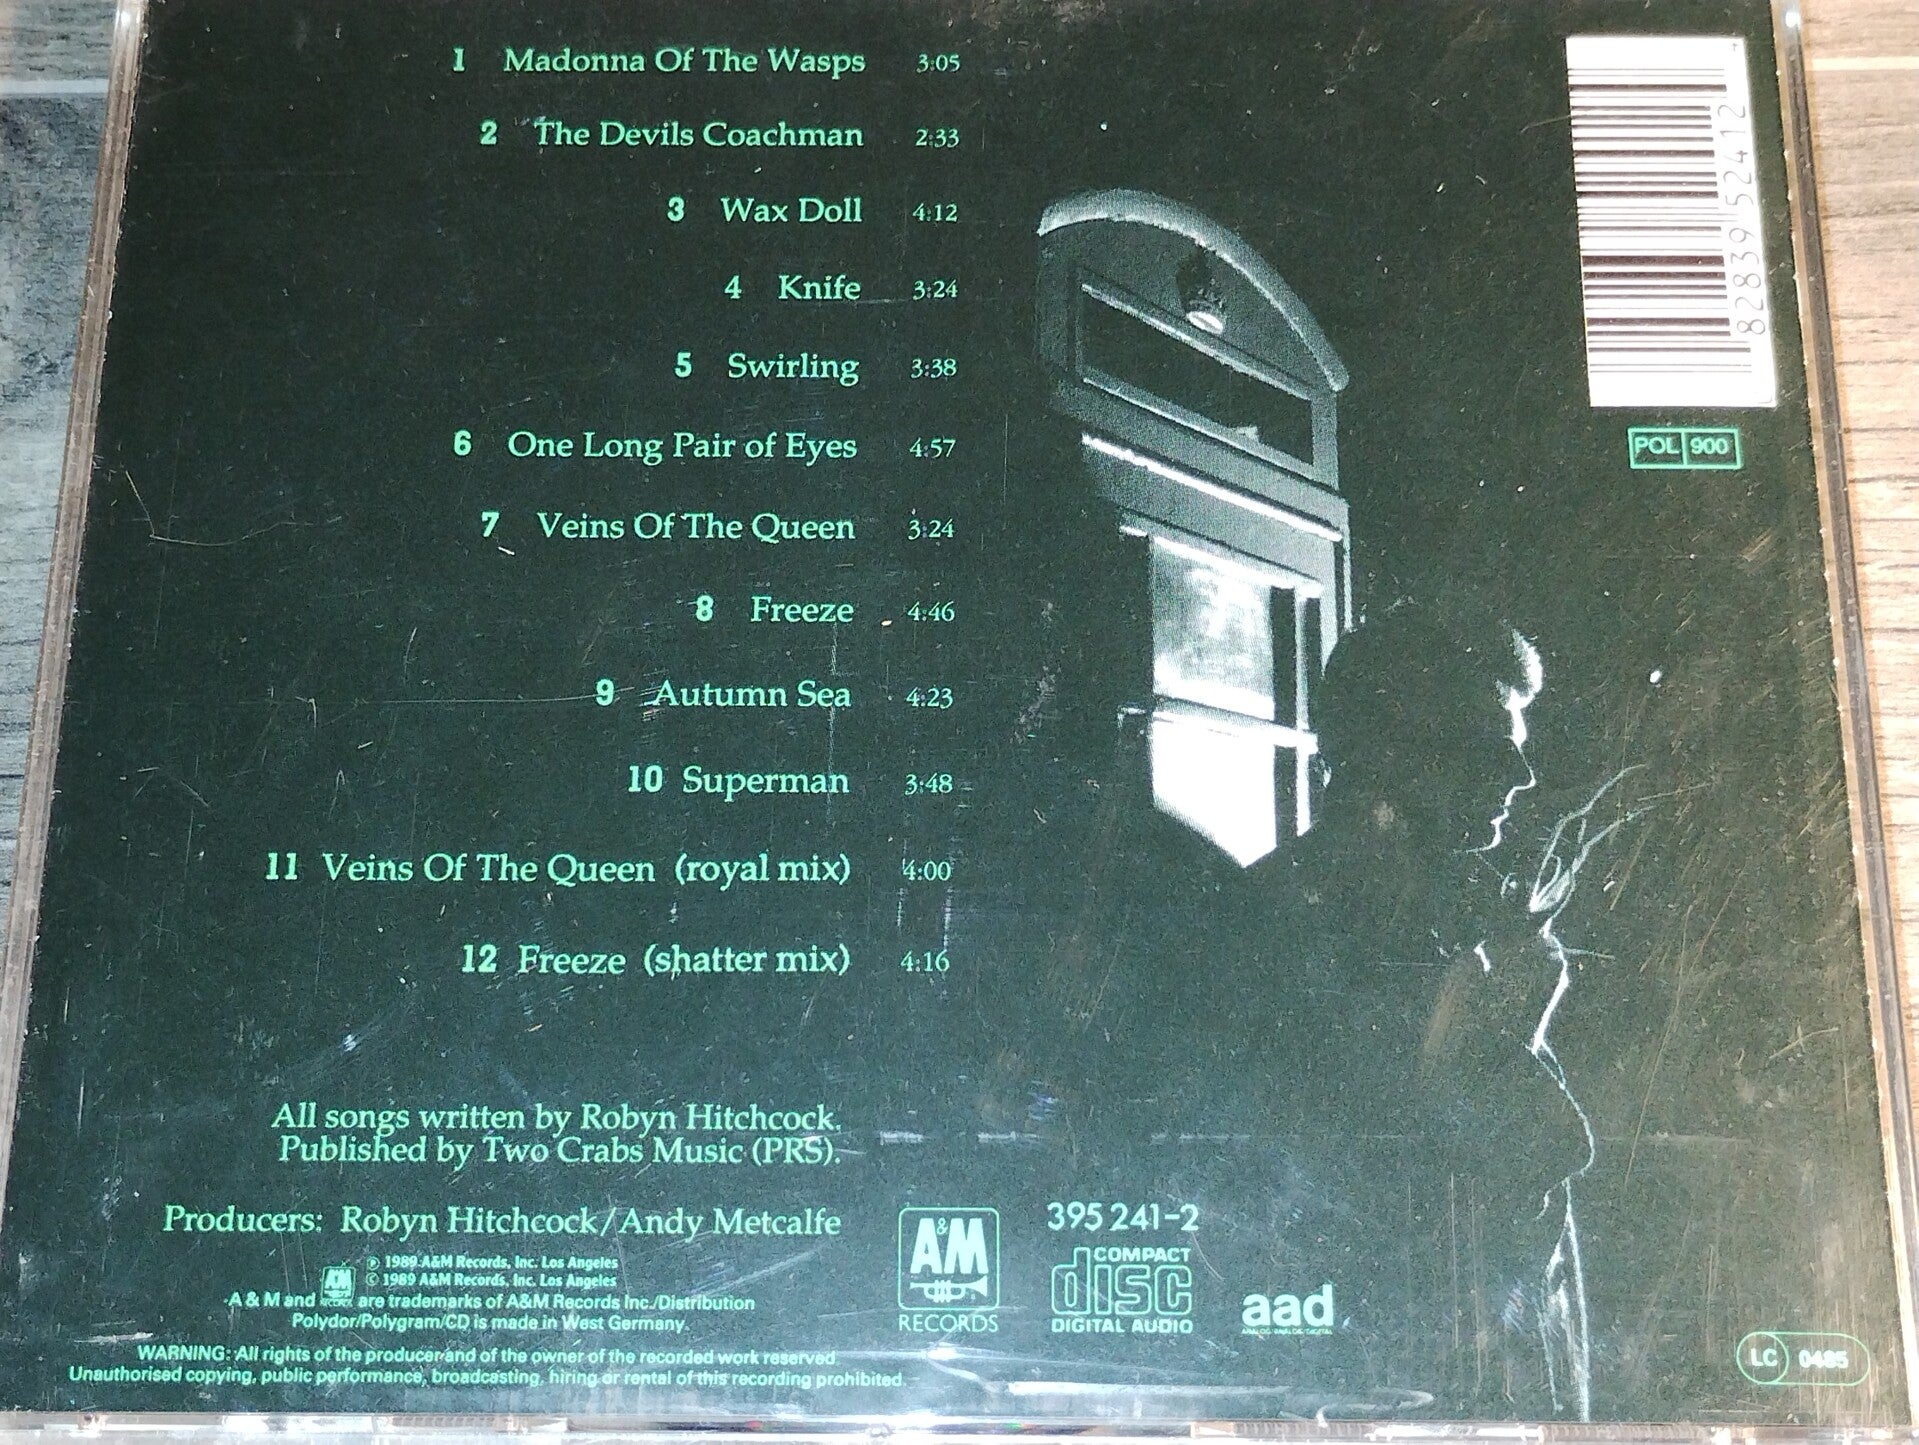 1 Madonna Of The Wasps 3:05
2 The Devils Coachman 2:33
3 Wax Doll 4:12
4 Knife 3:24
5 Swirling 3:38
6 One Long Pair of Eyes 4:57
7 Veins Of The Queen 3:24
8 Freeze 4:46
9 Autumn Sea 4:23
10 Superman 3:48
11 Veins Of The Queen (royal mix) 4:00
12 Freeze (shatter mix) 4:16
All songs written by Robyn Hitchcock.
Published by Two Crabs Music (PRS).
Producers: Robyn Hitchcock/Andy Metcalfe
℗ 1989 A&M Records, Inc. Los Angeles
© 1989 A&M Records, Inc. Los Angeles
A & M and A&M RECORDS are trademarks of A&M Records Inc./Distribution
Polydor/Polygram/CD is made in West Germany.
WARNING: All rights of the producer and of the owner of the recorded work reserved.
Unauthorised copying, public performance, broadcasting, hiring or rental of this recording prohibited.
A&M
RECORDS
395 241-2
COMPACT
disc
DIGITAL AUDIO
aad
ANALOG/ANALOG/DIGITAL
82839 52412
POL 900
LC 0485